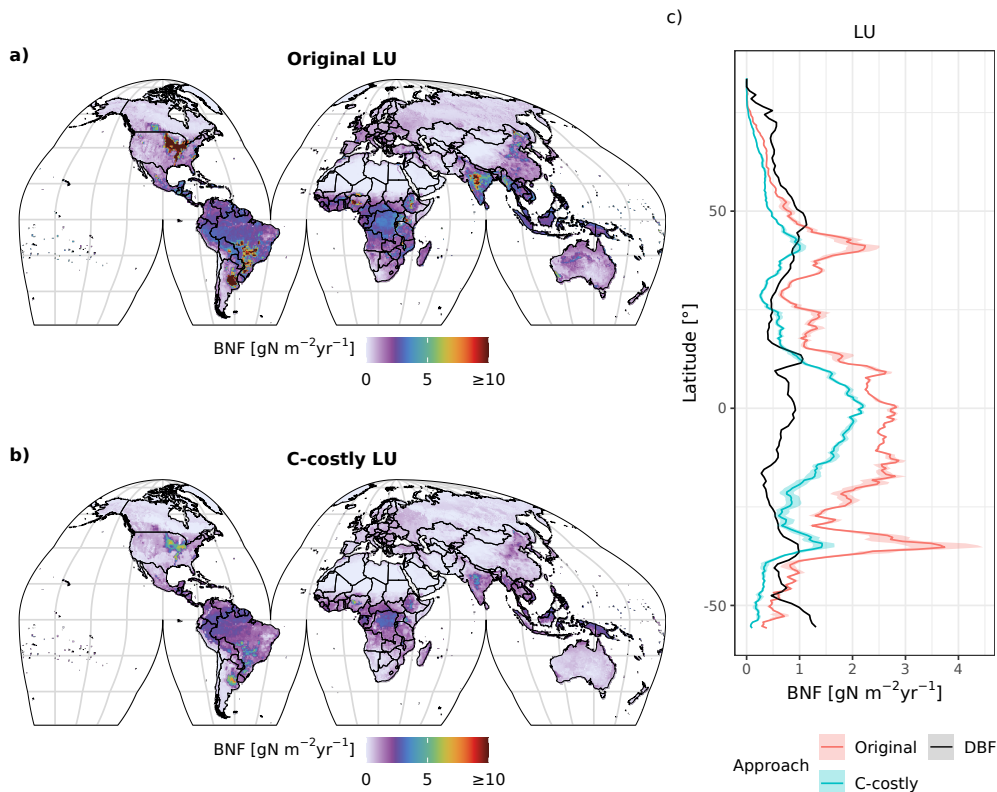 a)
Original LU
BNF [gN m⁻²yr⁻¹]
0 5 ≥10
b)
C-costly LU
BNF [gN m⁻²yr⁻¹]
0 5 ≥10
c)
LU
Latitude [°]
50
0
-50
0 1 2 3 4
BNF [gN m⁻²yr⁻¹]
Approach
Original
DBF
C-costly